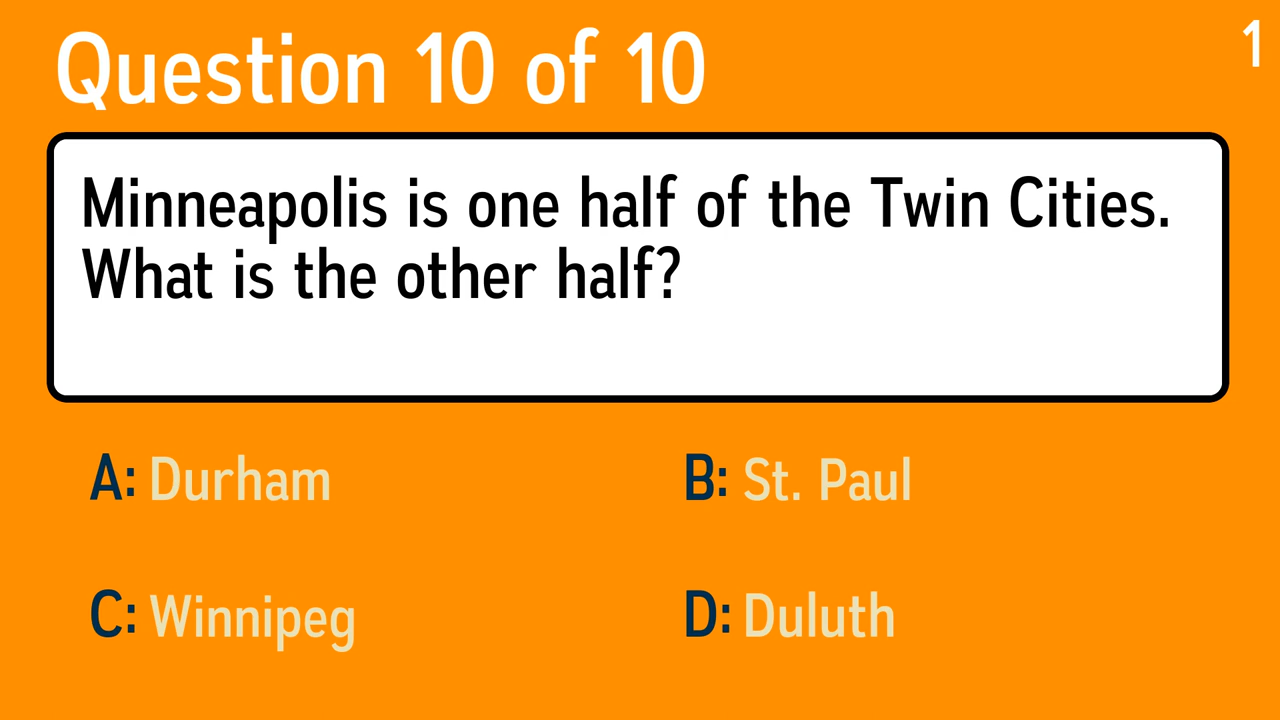 Question 10 of 10
1
Minneapolis is one half of the Twin Cities.
What is the other half?
A: Durham
B: St. Paul
C: Winnipeg
D: Duluth